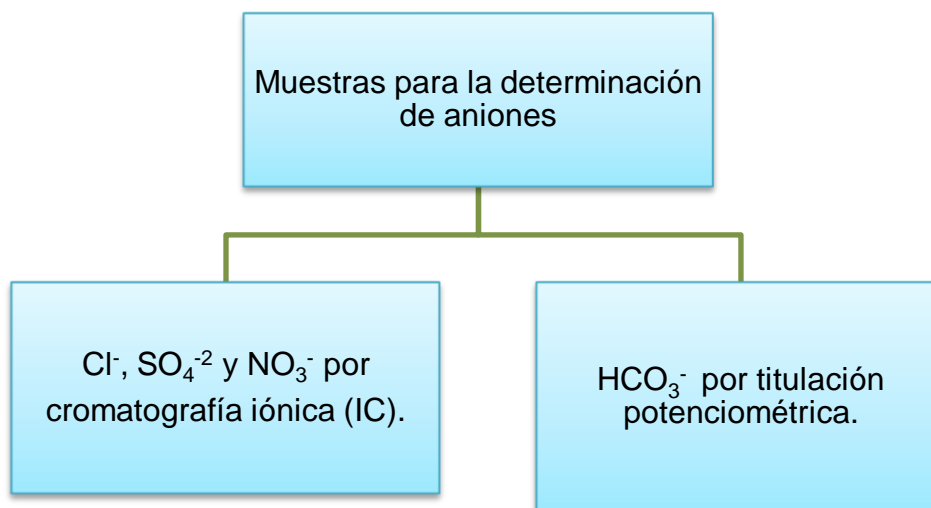 Muestras para la determinación
de aniones
Cl⁻, SO₄⁻² y NO₃⁻ por
cromatografía iónica (IC).
HCO₃⁻ por titulación
potenciométrica.